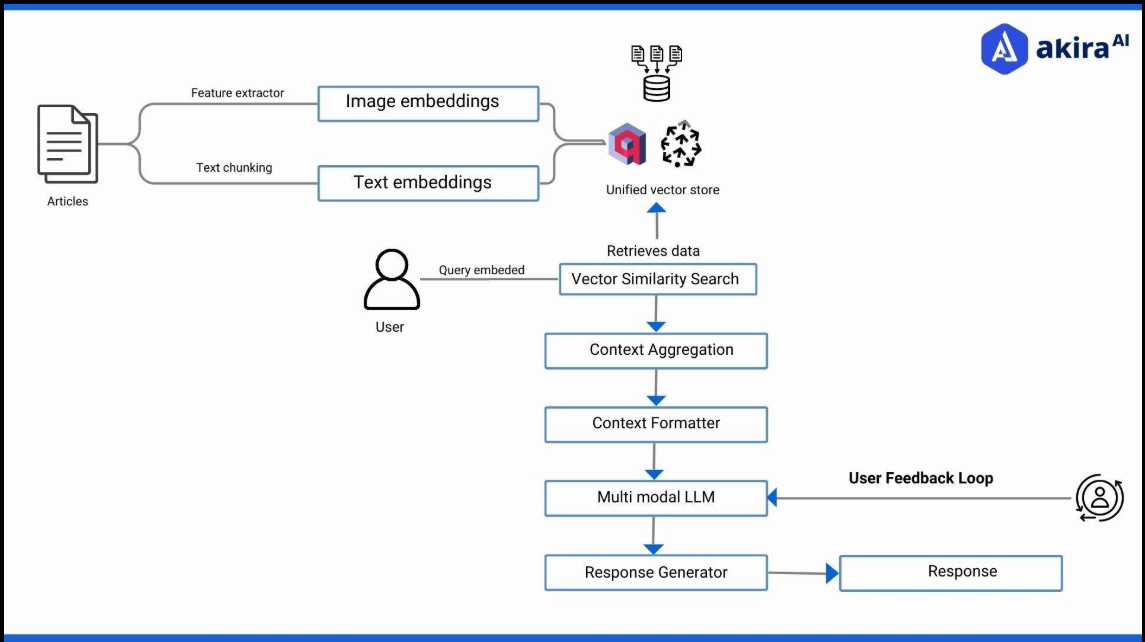 akira AI
Feature extractor
Image embeddings
Text chunking
Text embeddings
Articles
Unified vector store
Retrieves data
Query embeded
Vector Similarity Search
User
Context Aggregation
Context Formatter
User Feedback Loop
Multi modal LLM
Response Generator
Response